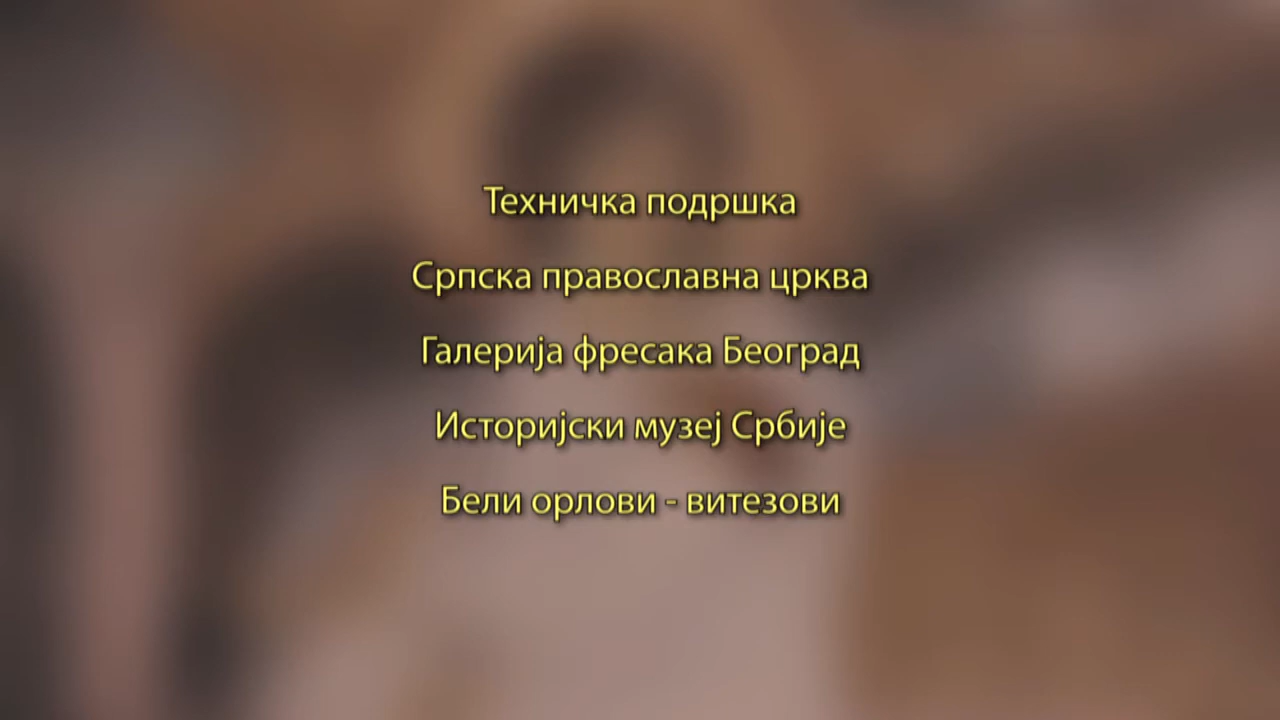 Техничка подршка
Српска православна црква
Галерија фресака Београд
Историјски музеј Србије
Бели орлови - витезови